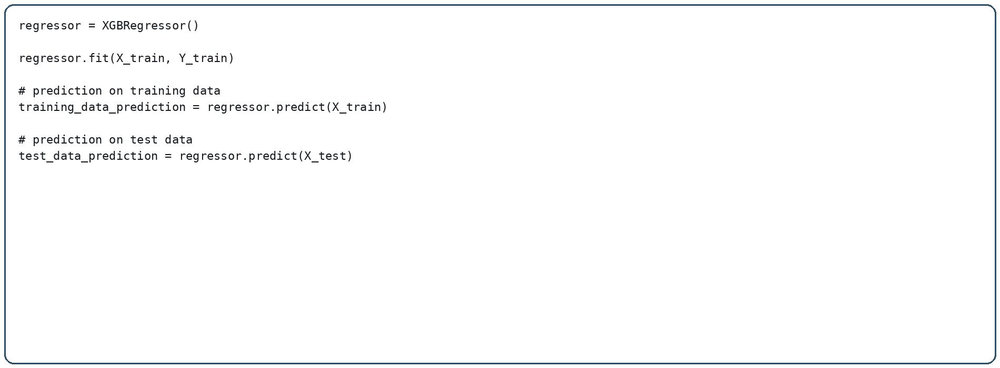 regressor = XGBRegressor()
regressor.fit(X_train, Y_train)
# prediction on training data
training_data_prediction = regressor.predict(X_train)
# prediction on test data
test_data_prediction = regressor.predict(X_test)